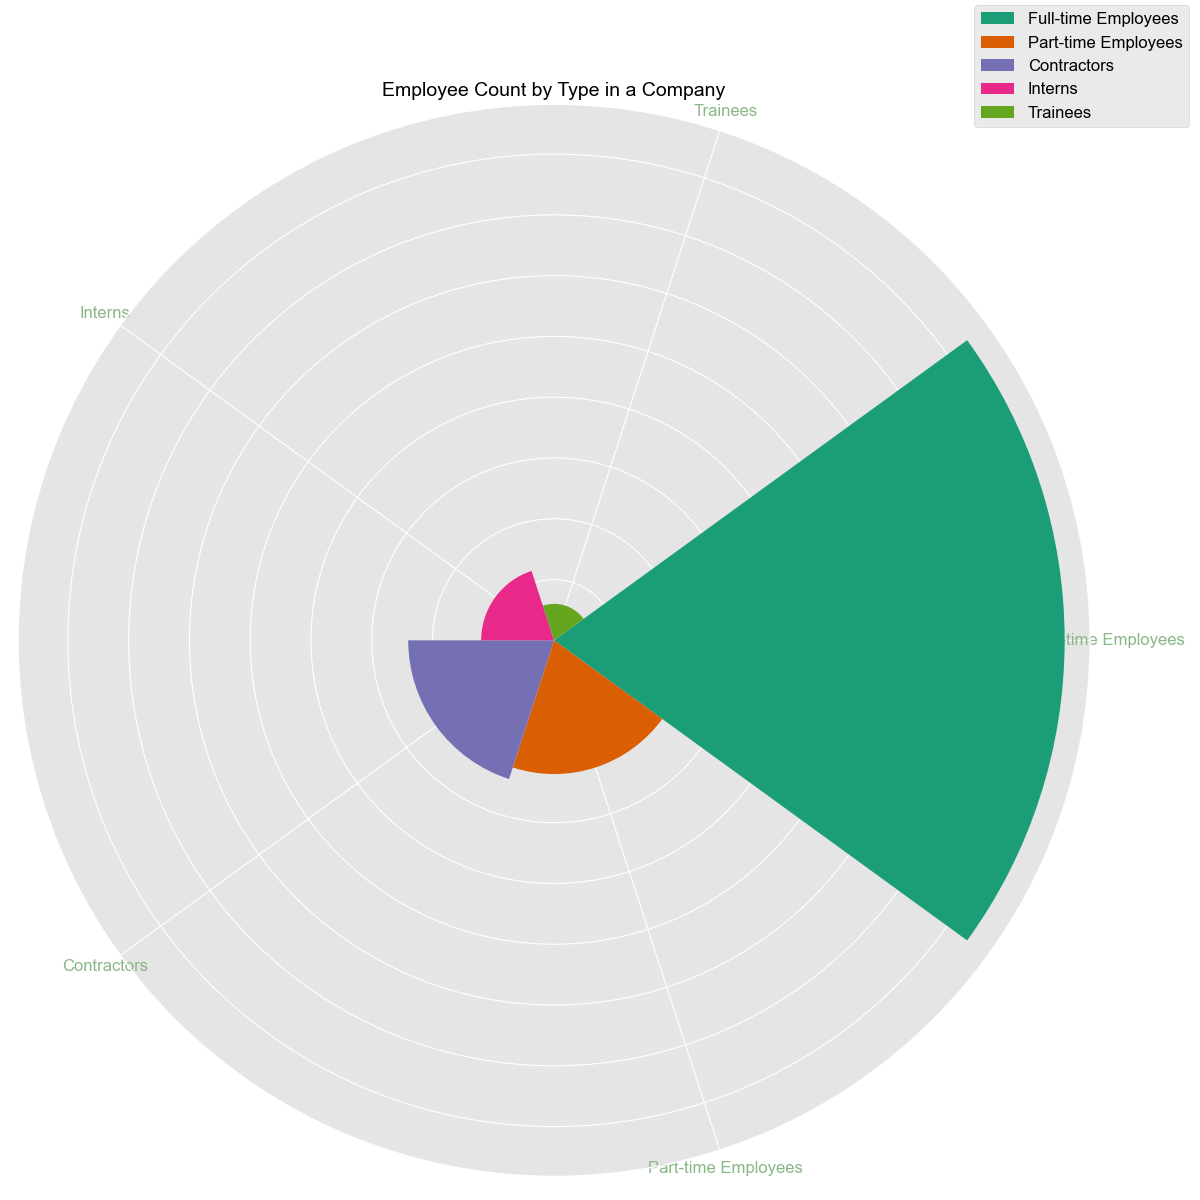 Full-time Employees
Part-time Employees
Contractors
Interns
Trainees
Employee Count by Type in a Company
Trainees
Interns
time Employees
Contractors
Part-time Employees